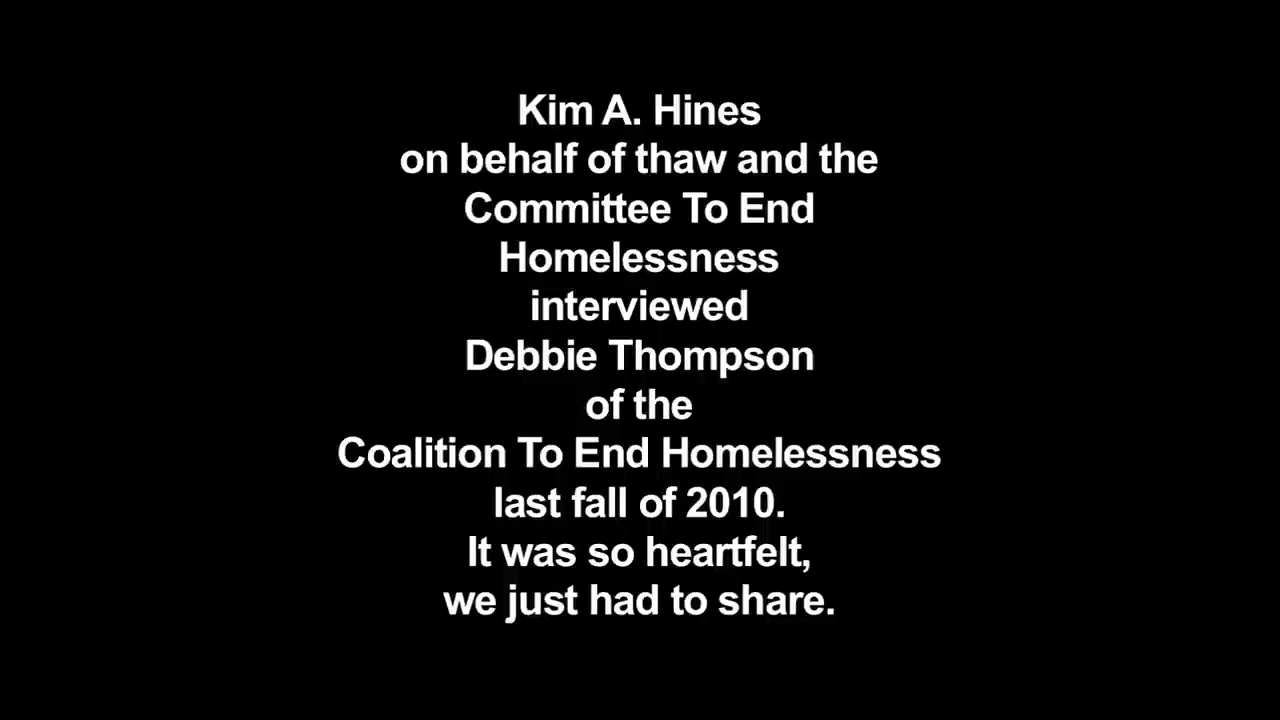 Kim A. Hines
on behalf of thaw and the
Committee To End
Homelessness
interviewed
Debbie Thompson
of the
Coalition To End Homelessness
last fall of 2010.
It was so heartfelt,
we just had to share.